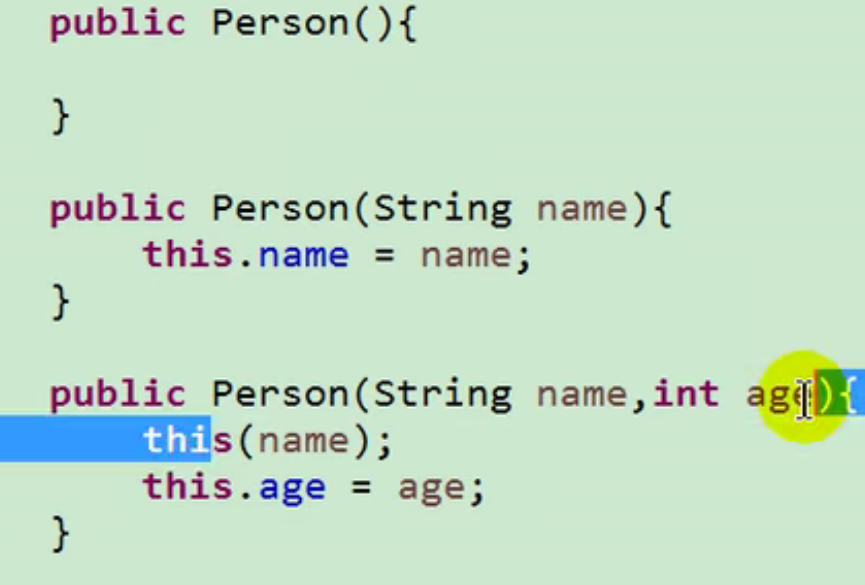 public Person(){
}
public Person(String name){
this.name = name;
}
public Person(String name,int age){
this(name);
this.age = age;
}